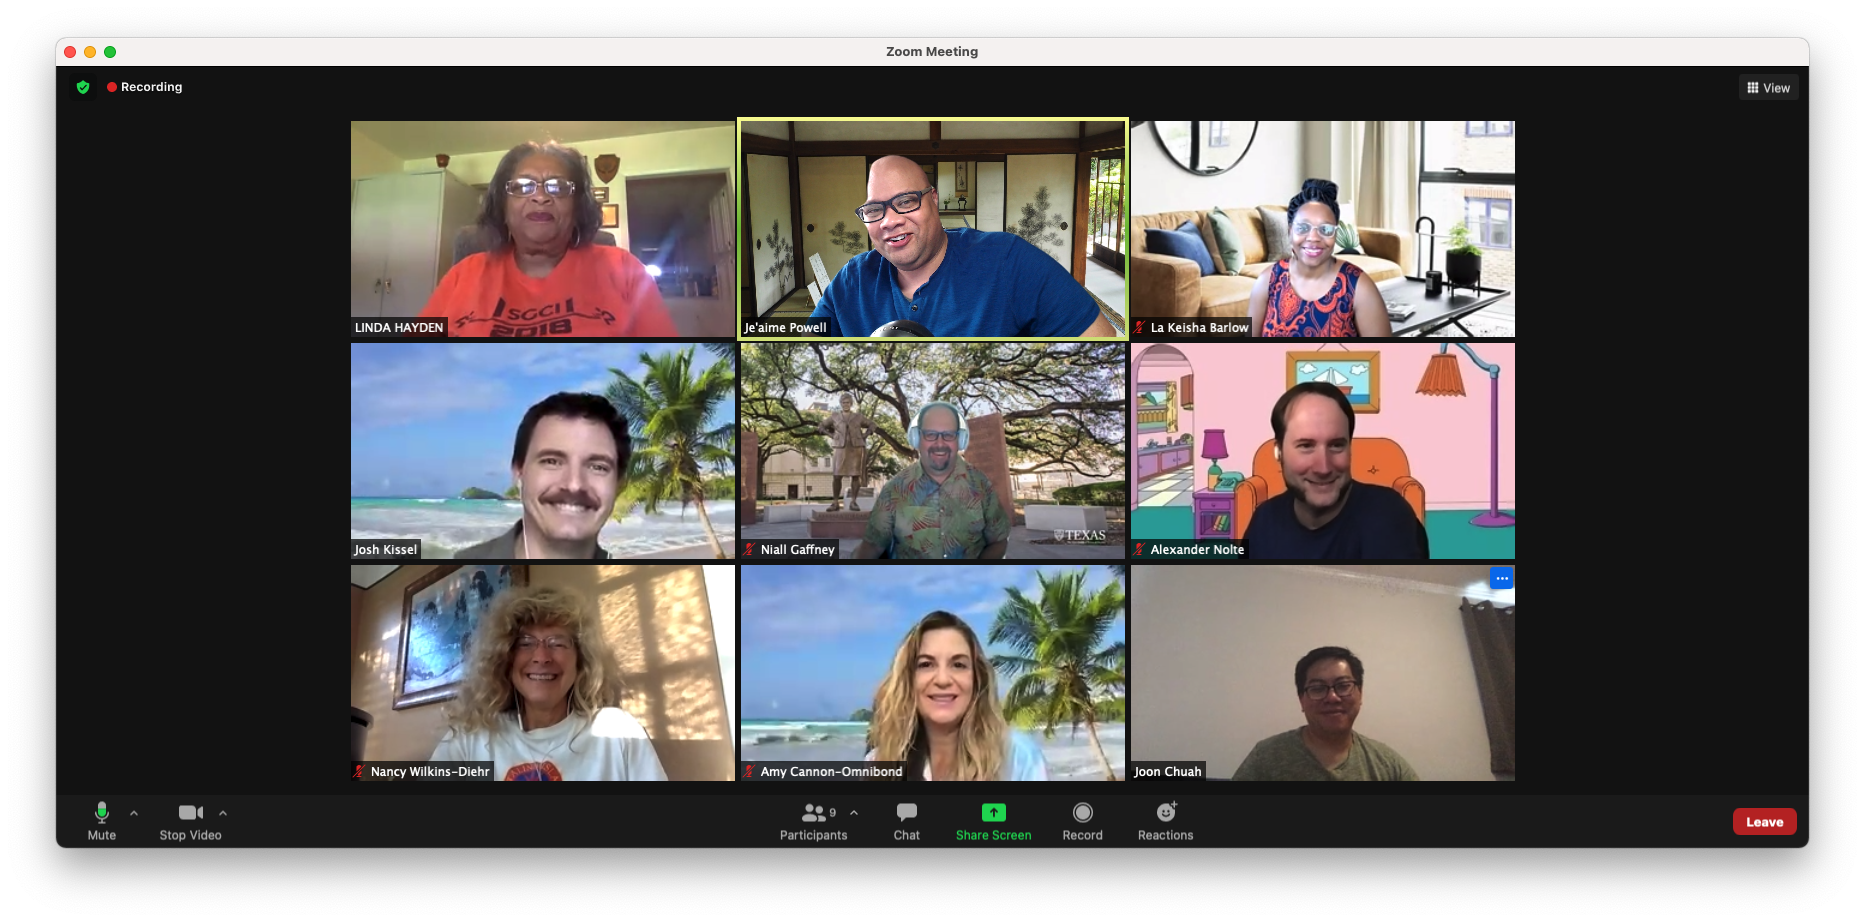 Zoom Meeting
Recording
View
SGCI
2018
LINDA HAYDEN
Je'aime Powell
La Keisha Barlow
TEXAS
Josh Kissel
Niall Gaffney
Alexander Nolte
Nancy Wilkins-Diehr
Amy Cannon-Omnibond
Joon Chuah
9
Mute
Stop Video
Participants
Chat
Share Screen
Record
Reactions
Leave